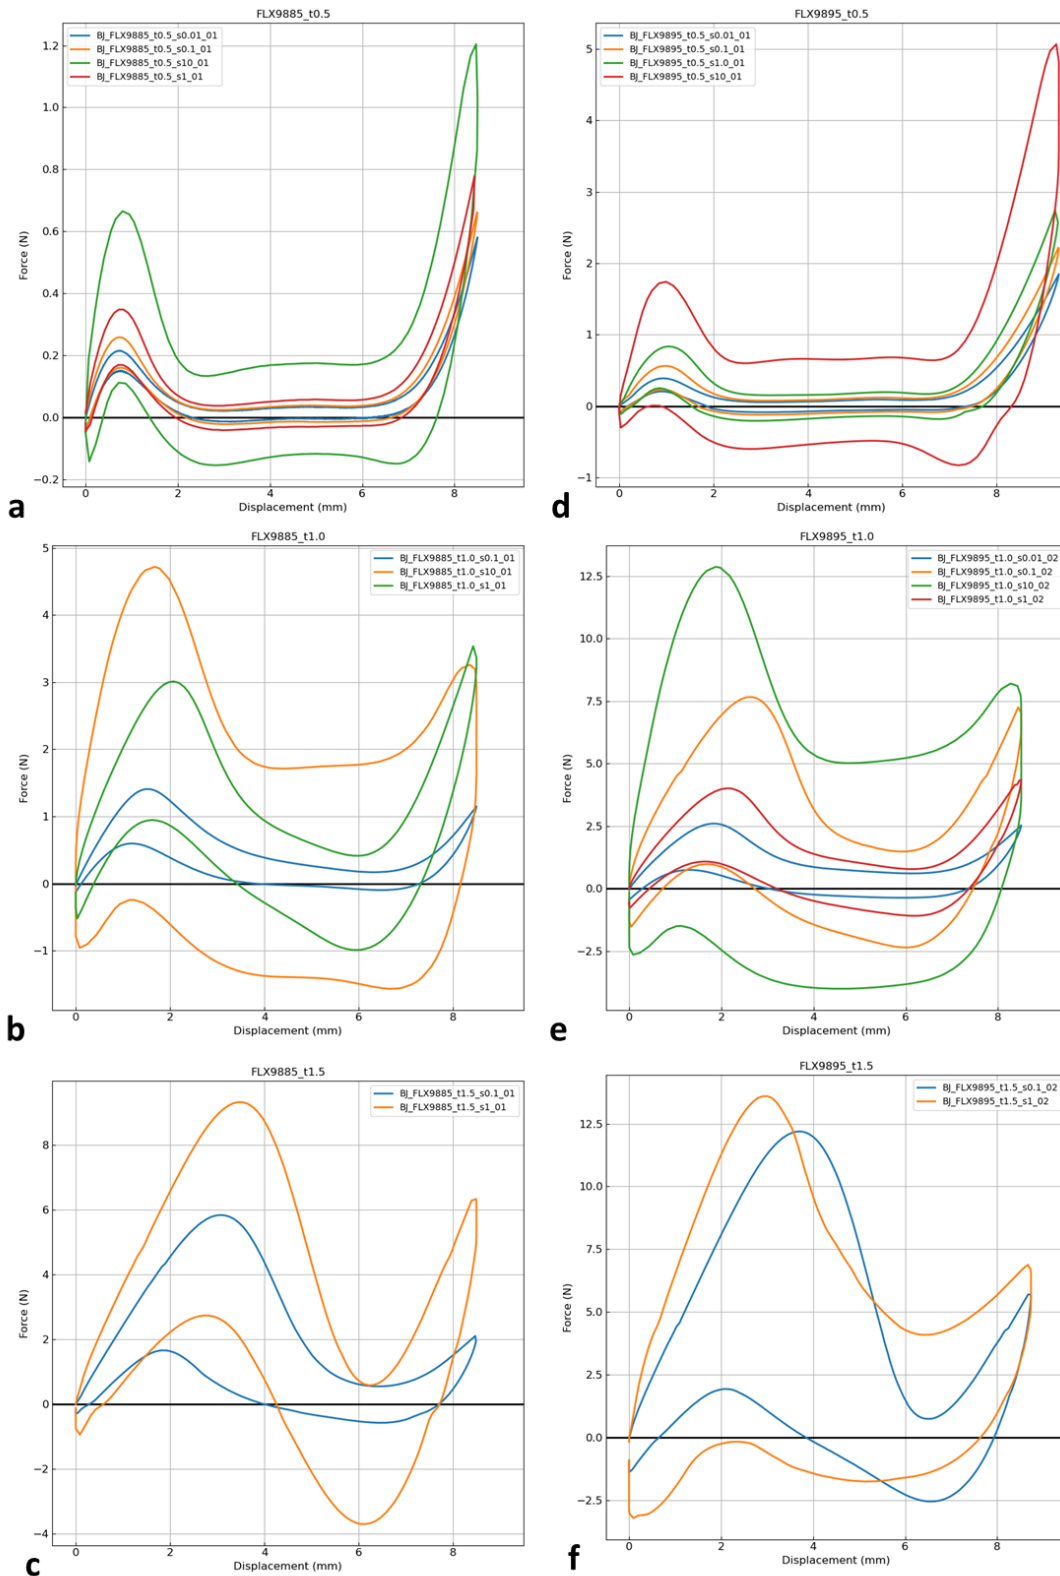 FLX9885_t0.5
BJ_FLX9885_t0.5_s0.01_01
BJ_FLX9885_t0.5_s0.1_01
BJ_FLX9885_t0.5_s10_01
BJ_FLX9885_t0.5_s1_01
1.2
1.0
0.8
0.6
0.4
0.2
0.0
−0.2
Force (N)
0 2 4 6 8
Displacement (mm)
a
FLX9895_t0.5
BJ_FLX9895_t0.5_s0.01_01
BJ_FLX9895_t0.5_s0.1_01
BJ_FLX9895_t0.5_s1.0_01
BJ_FLX9895_t0.5_s10_01
5
4
3
2
1
0
−1
Force (N)
0 2 4 6 8
Displacement (mm)
d
FLX9885_t1.0
BJ_FLX9885_t1.0_s0.1_01
BJ_FLX9885_t1.0_s10_01
BJ_FLX9885_t1.0_s1_01
5
4
3
2
1
0
−1
Force (N)
0 2 4 6 8
Displacement (mm)
b
FLX9895_t1.0
BJ_FLX9895_t1.0_s0.01_02
BJ_FLX9895_t1.0_s0.1_02
BJ_FLX9895_t1.0_s10_02
BJ_FLX9895_t1.0_s1_02
12.5
10.0
7.5
5.0
2.5
0.0
−2.5
Force (N)
0 2 4 6 8
Displacement (mm)
e
FLX9885_t1.5
BJ_FLX9885_t1.5_s0.1_01
BJ_FLX9885_t1.5_s1_01
8
6
4
2
0
−2
−4
Force (N)
0 2 4 6 8
Displacement (mm)
c
FLX9895_t1.5
BJ_FLX9895_t1.5_s0.1_02
BJ_FLX9895_t1.5_s1_02
12.5
10.0
7.5
5.0
2.5
0.0
−2.5
Force (N)
0 2 4 6 8
Displacement (mm)
f